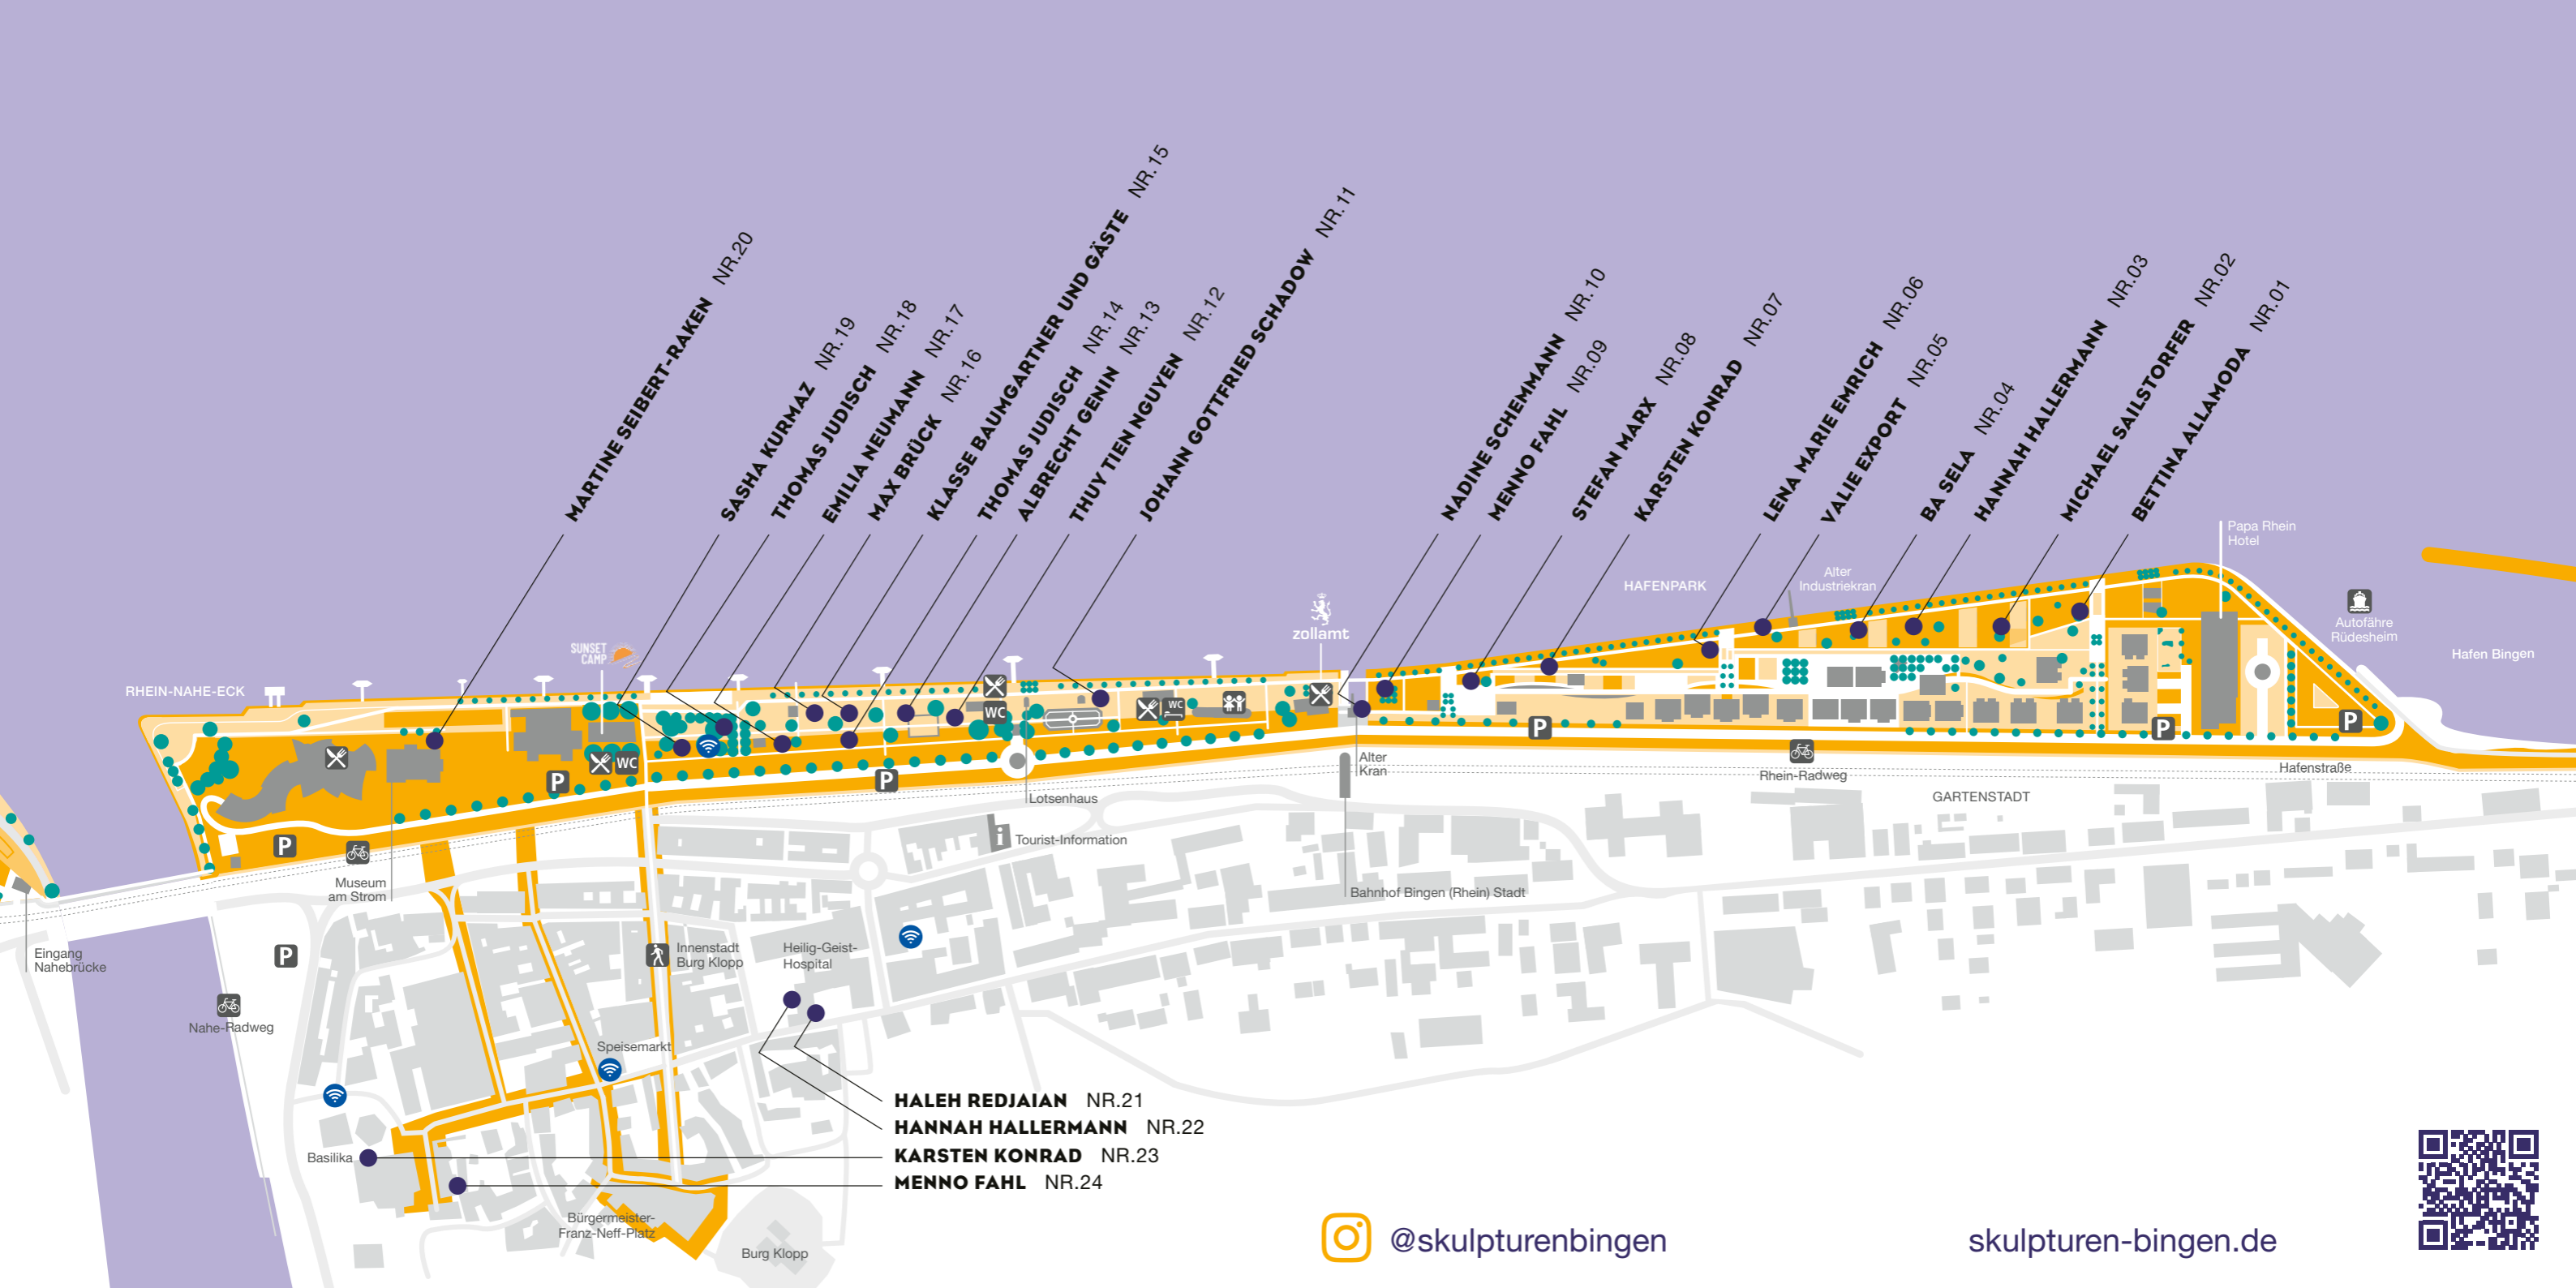 MARTINE SEIBERT-RAKEN NR.20
SASHA KURMAZ NR.19
THOMAS JUDISCH NR.18
EMILIA NEUMANN NR.17
MAX BRÜCK NR.16
KLASSE BAUMGARTNER UND GÄSTE NR.15
THOMAS JUDISCH NR.14
ALBRECHT GENIN NR.13
THUY TIEN NGUYEN NR.12
JOHANN GOTTFRIED SCHADOW NR.11
NADINE SCHEMMANN NR.10
MENNO FAHL NR.09
STEFAN MARX NR.08
KARSTEN KONRAD NR.07
LENA MARIE EMRICH NR.06
VALIE EXPORT NR.05
BA SELA NR.04
HANNAH HALLERMANN NR.03
MICHAEL SAILSTORFER NR.02
BETTINA ALLAMODA NR.01
Papa Rhein
Hotel
HAFENPARK
Alter
Industriekran
Autofähre
Rüdesheim
Hafen Bingen
zollamt
SUNSET
CAMP
RHEIN-NAHE-ECK
WC
WC
WC
P
P
P
P
P
P
P
P
Alter
Kran
Rhein-Radweg
Hafenstraße
GARTENSTADT
Lotsenhaus
i
Tourist-Information
Museum
am Strom
Bahnhof Bingen (Rhein) Stadt
Eingang
Nahebrücke
Innenstadt
Burg Klopp
Heilig-Geist-
Hospital
Nahe-Radweg
Speisemarkt
HALEH REDJAIAN NR.21
HANNAH HALLERMANN NR.22
KARSTEN KONRAD NR.23
MENNO FAHL NR.24
Basilika
Bürgermeister-
Franz-Neff-Platz
Burg Klopp
@skulpturenbingen
skulpturen-bingen.de